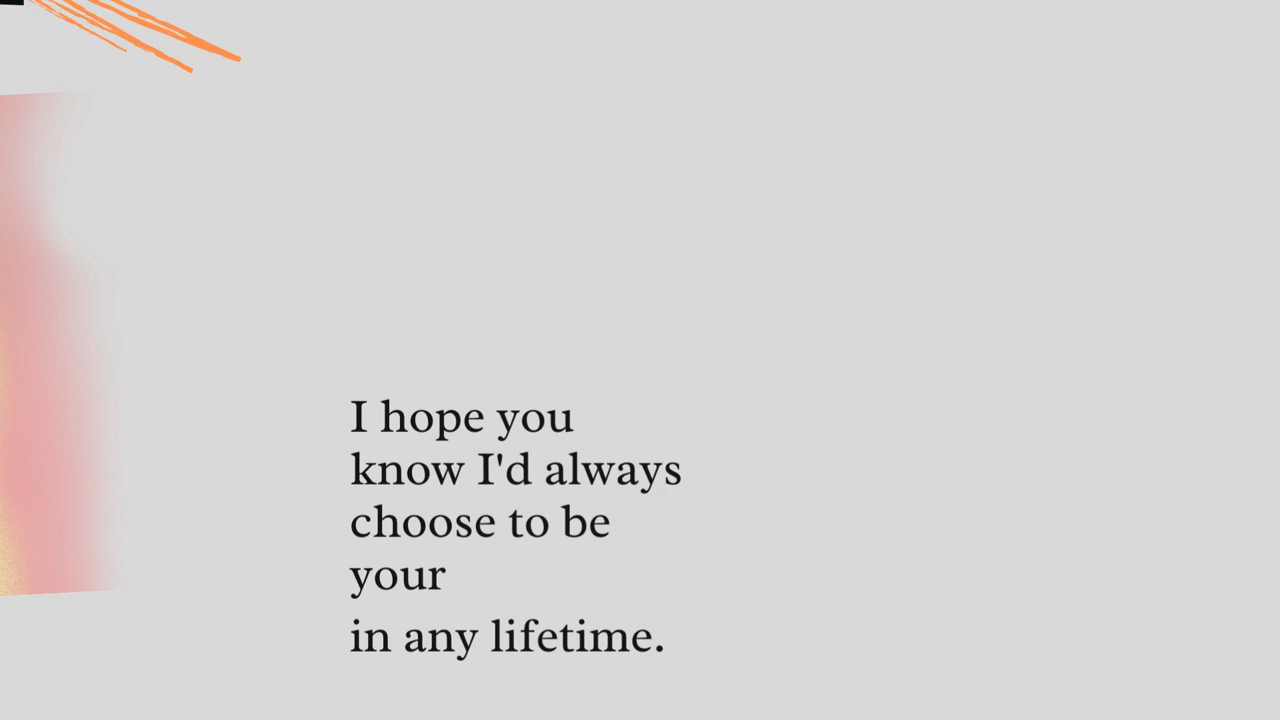 I hope you
know I'd always
choose to be
your
in any lifetime.